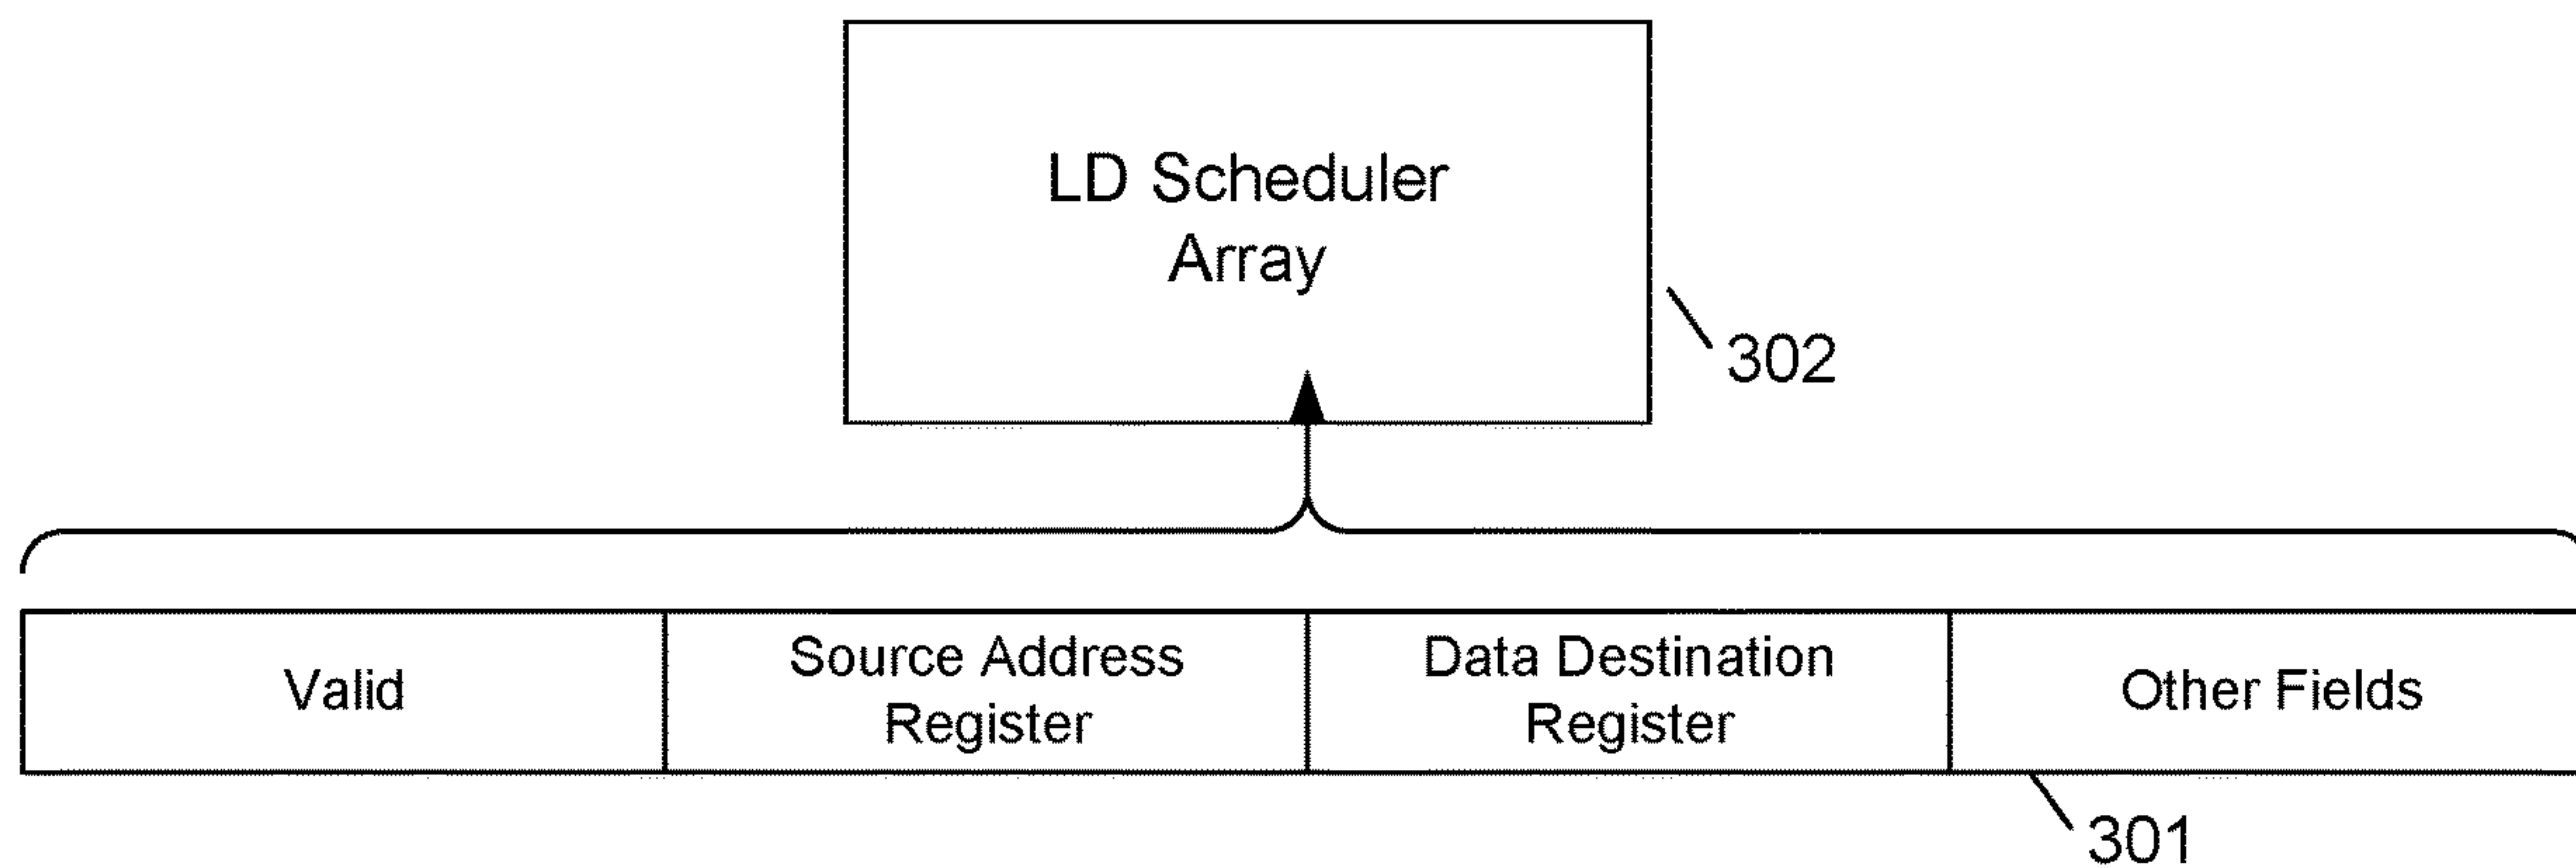 LD Scheduler
Array
302
Valid
Source Address
Register
Data Destination
Register
Other Fields
301